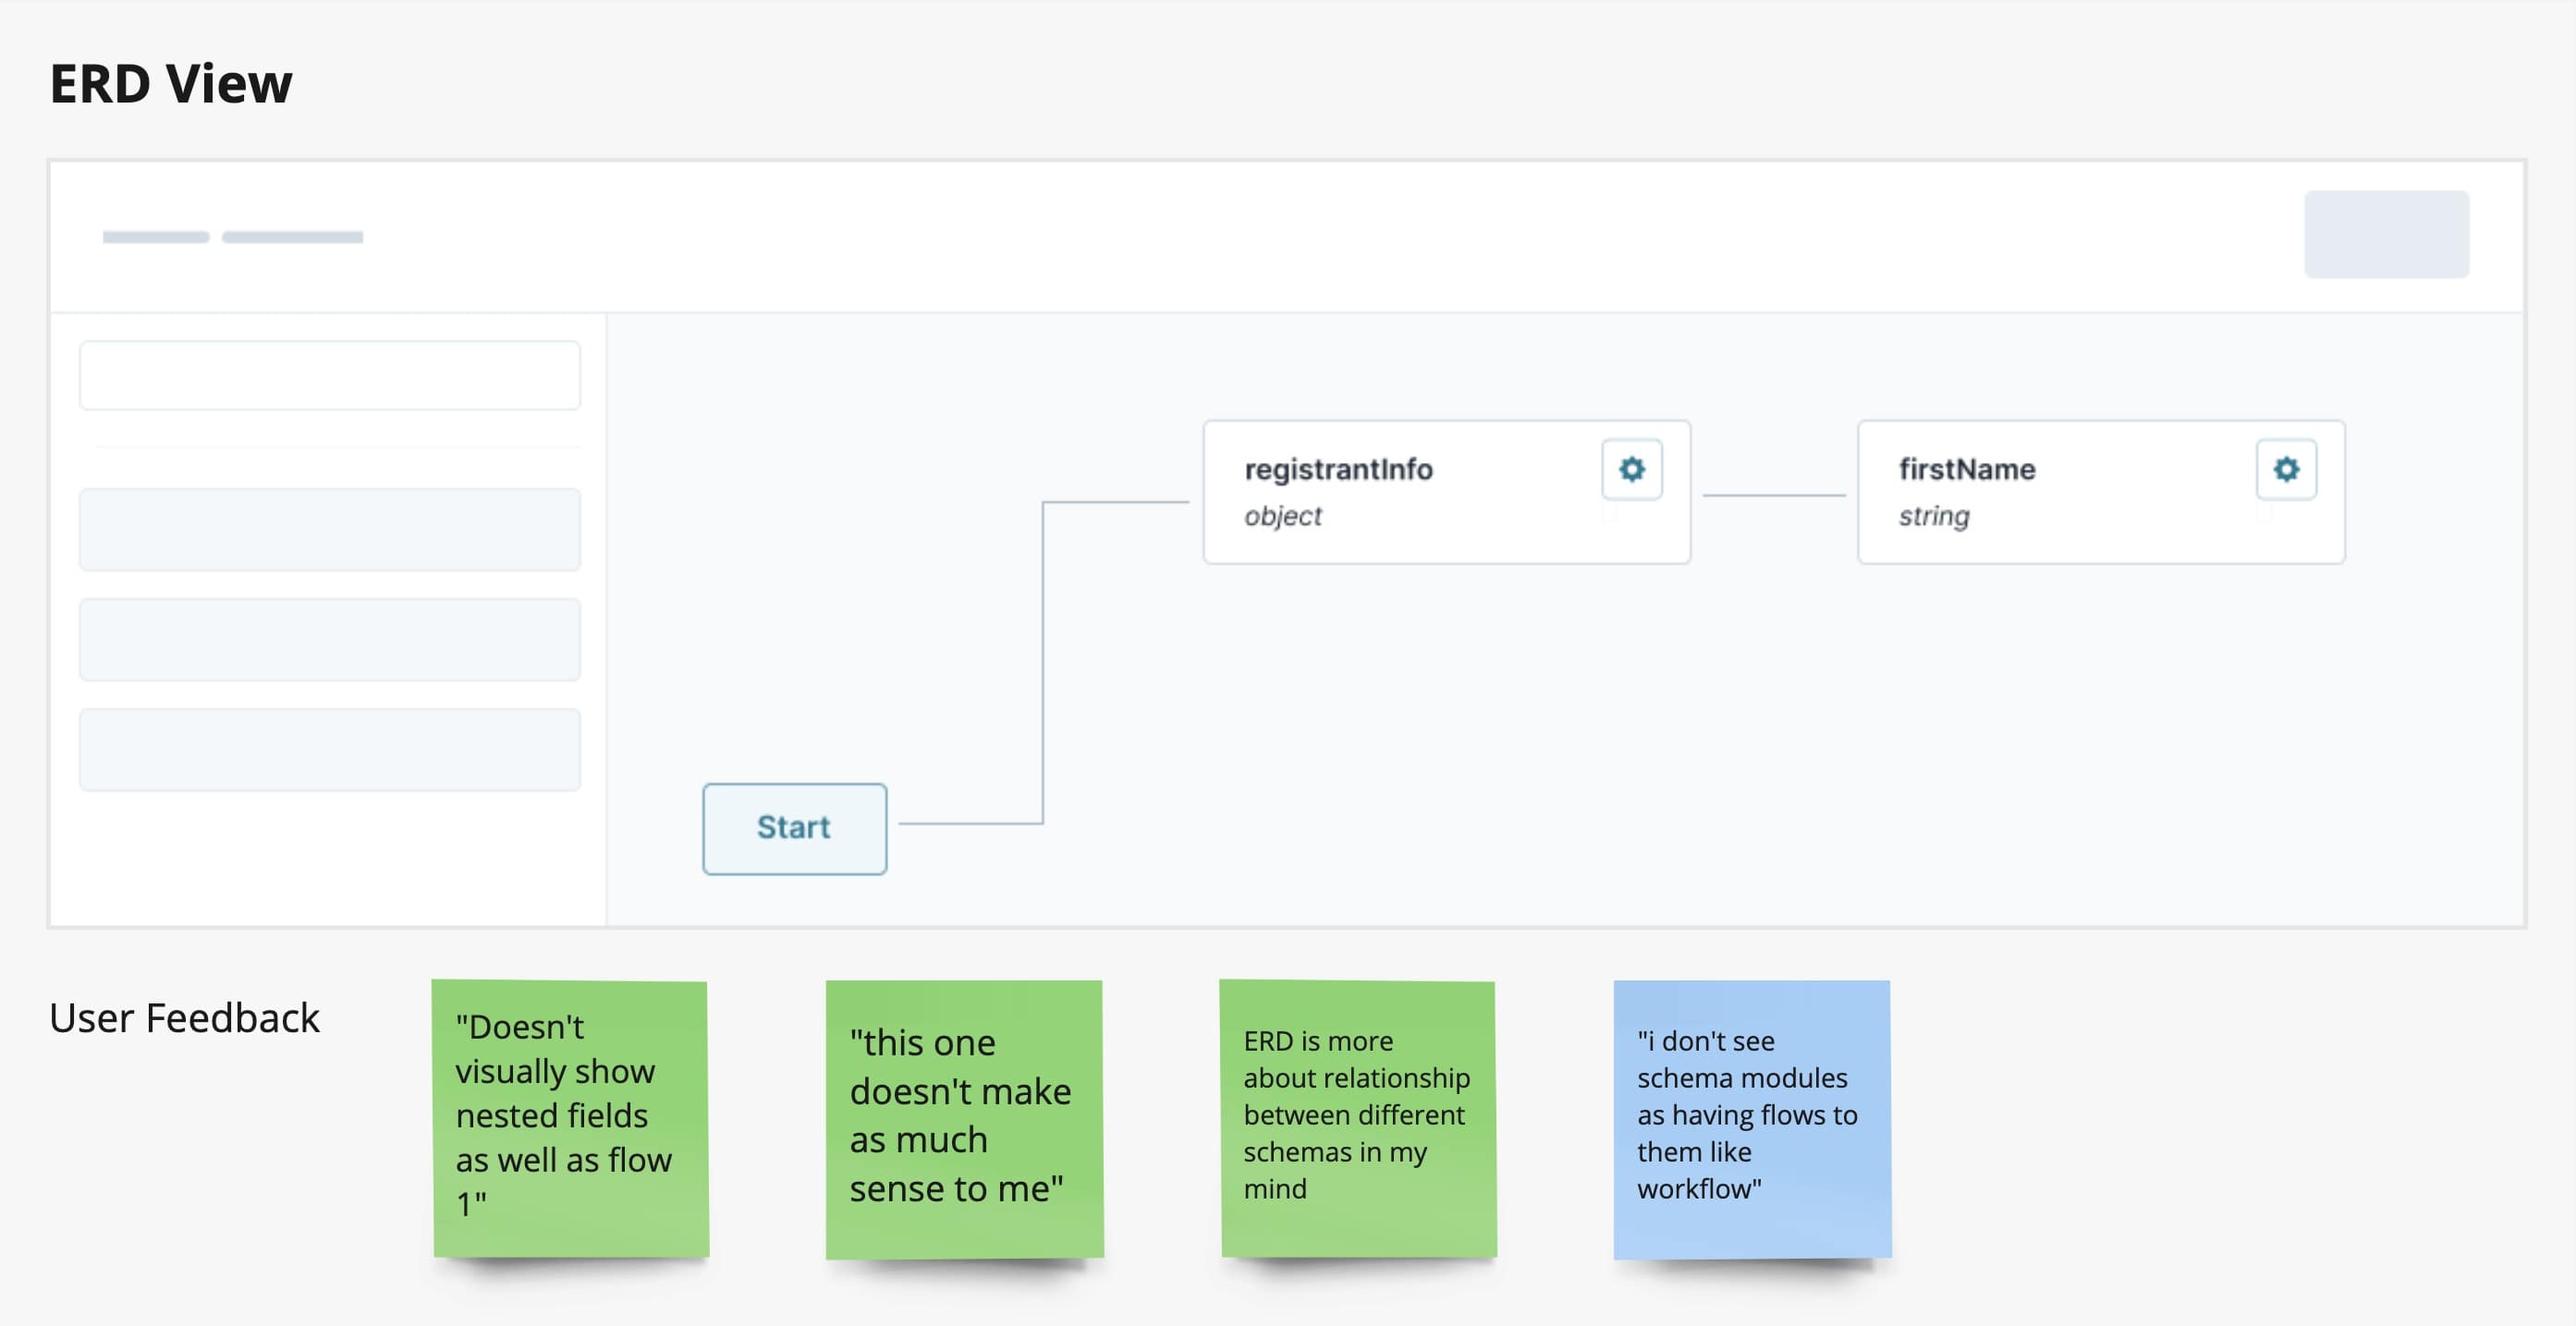 ERD View
registrantInfo
object
firstName
string
Start
User Feedback
"Doesn't
visually show
nested fields
as well as flow
1"
"this one
doesn't make
as much
sense to me"
ERD is more
about relationship
between different
schemas in my
mind
"i don't see
schema modules
as having flows to
them like
workflow"